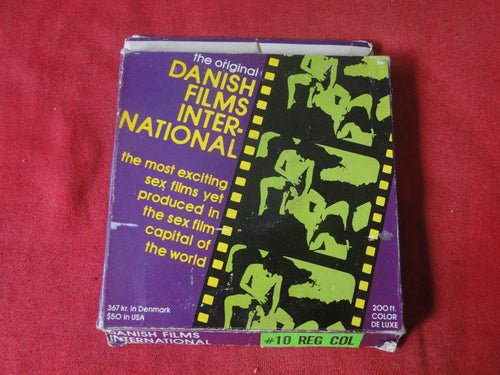 the original
DANISH
FILMS
INTER-
NATIONAL
the most exciting
sex films yet
produced in
the sex film
capital of
the world
367 kr. in Denmark
$50 in USA
200 ft.
COLOR
DE LUXE
DANISH FILMS
INTERNATIONAL
#10 REG COL